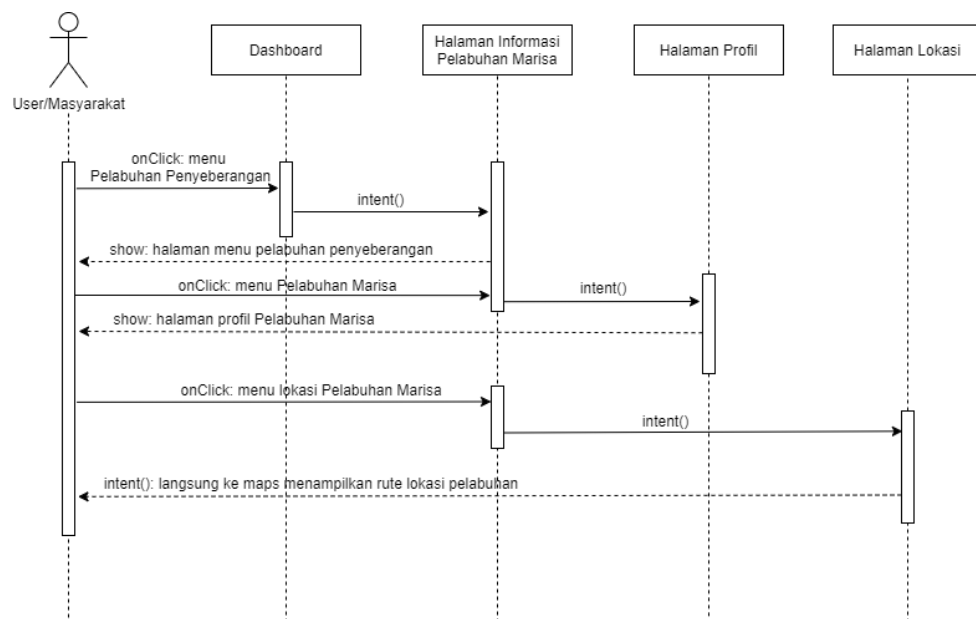 User/Masyarakat
Dashboard
Halaman Informasi
Pelabuhan Marisa
Halaman Profil
Halaman Lokasi
onClick: menu
Pelabuhan Penyeberangan
intent()
show: halaman menu pelabuhan penyeberangan
onClick: menu Pelabuhan Marisa
intent()
show: halaman profil Pelabuhan Marisa
onClick: menu lokasi Pelabuhan Marisa
intent()
intent(): langsung ke maps menampilkan rute lokasi pelabuhan